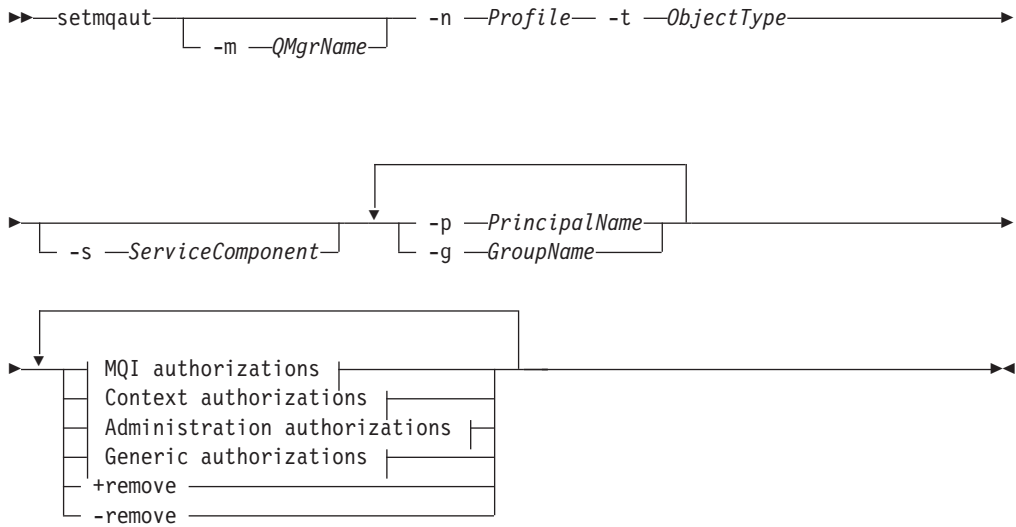 setmqaut -n Profile -t ObjectType
-m QMgrName
-p PrincipalName
-s ServiceComponent -g GroupName
MQI authorizations
Context authorizations
Administration authorizations
Generic authorizations
+remove
-remove